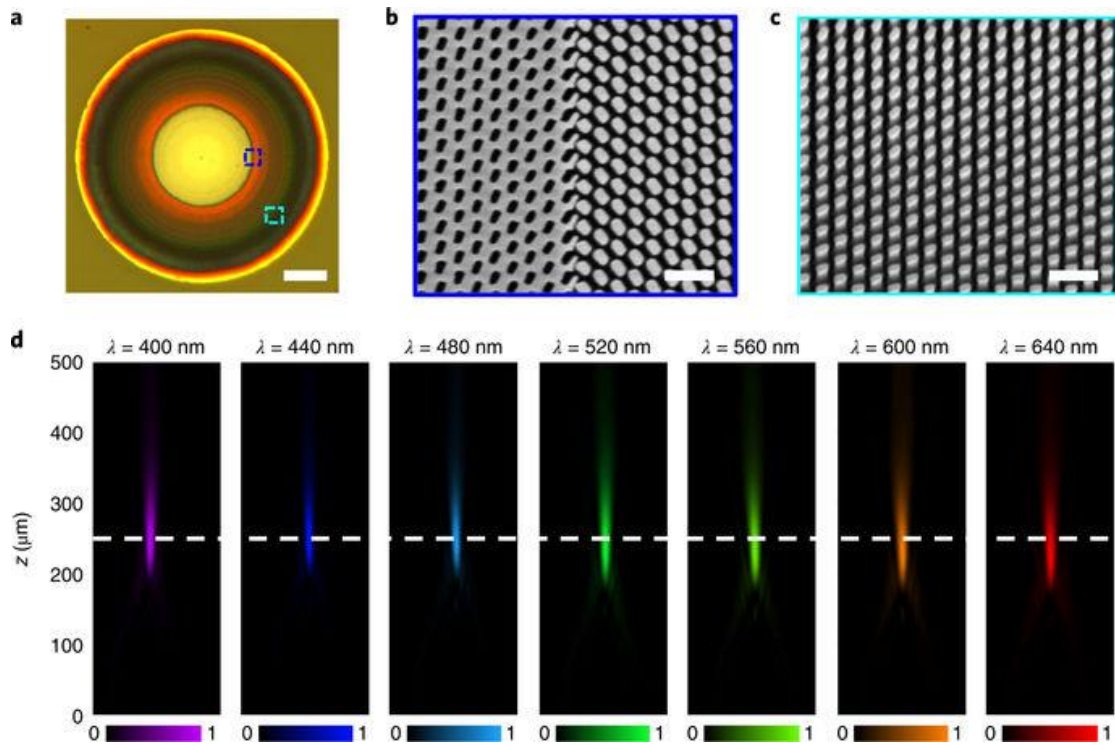 a
b
c
d
λ = 400 nm
λ = 440 nm
λ = 480 nm
λ = 520 nm
λ = 560 nm
λ = 600 nm
λ = 640 nm
500
400
300
200
100
0
z (μm)
0 1
0 1
0 1
0 1
0 1
0 1
0 1